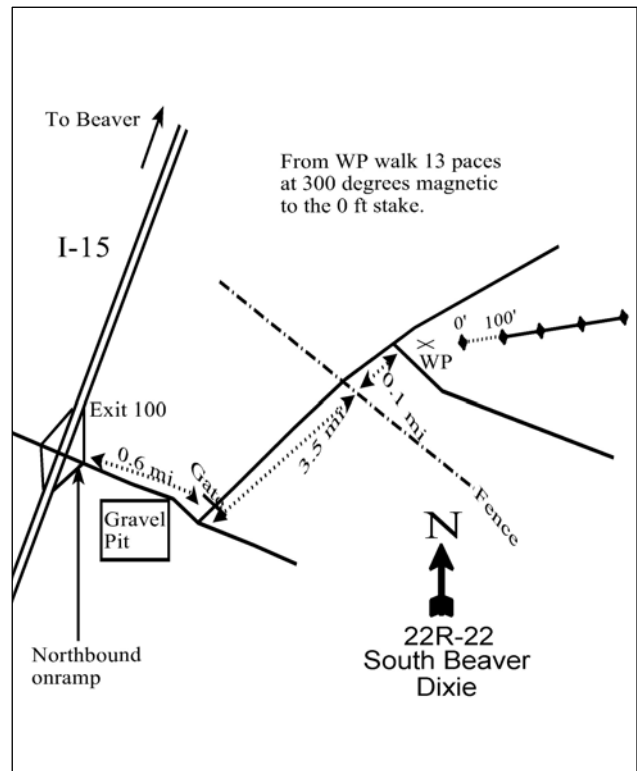 To Beaver
From WP walk 13 paces
at 300 degrees magnetic
to the 0 ft stake.
I-15
0'
100'
WP
Exit 100
0.1 mi
3.5 mi
0.6 mi
Gate
Gravel
Pit
Fence
N
Northbound
onramp
22R-22
South Beaver
Dixie